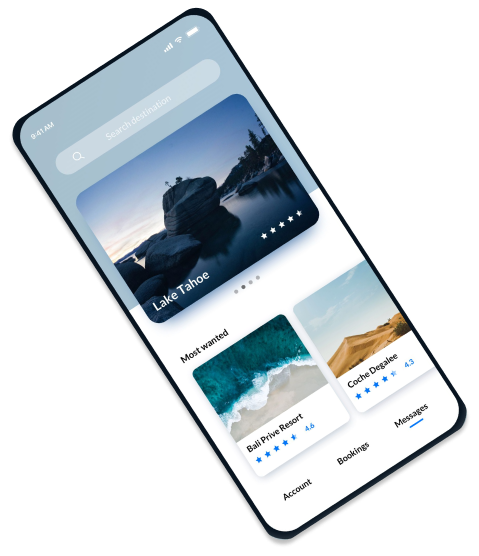 9:41 AM
Search destination
Lake Tahoe
Most wanted
Bali Prive Resort
4.6
Coche Degalee
4.3
Account
Bookings
Messages